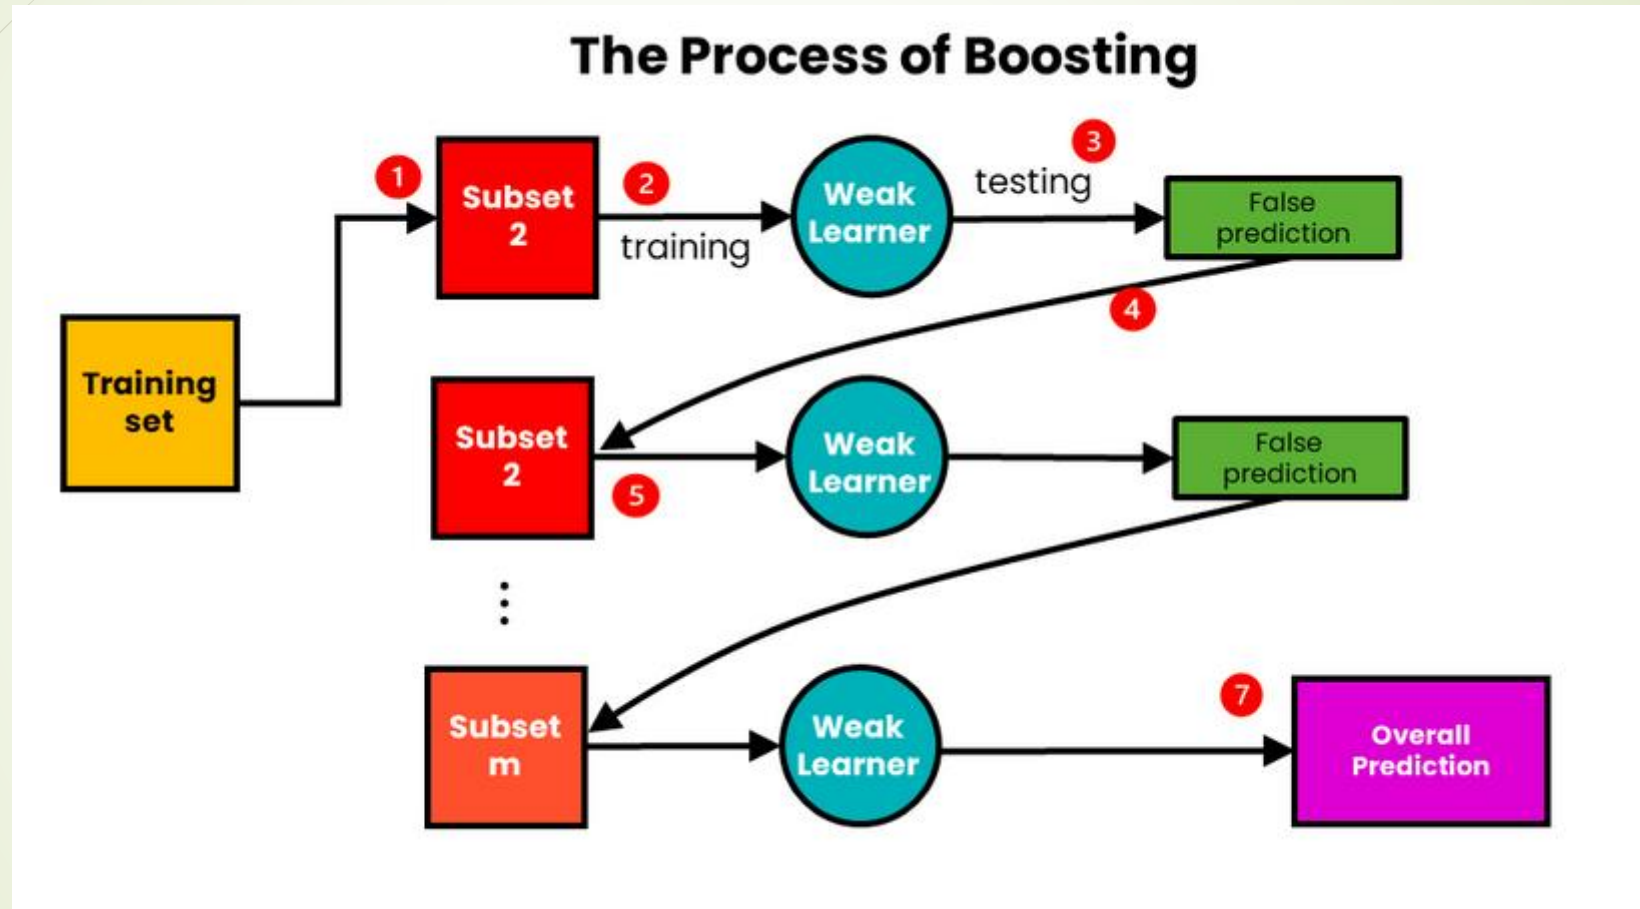 The Process of Boosting
1
Subset
2
2
training
Weak
Learner
3
testing
False
prediction
4
Training
set
Subset
2
5
Weak
Learner
False
prediction
Subset
m
Weak
Learner
7
Overall
Prediction